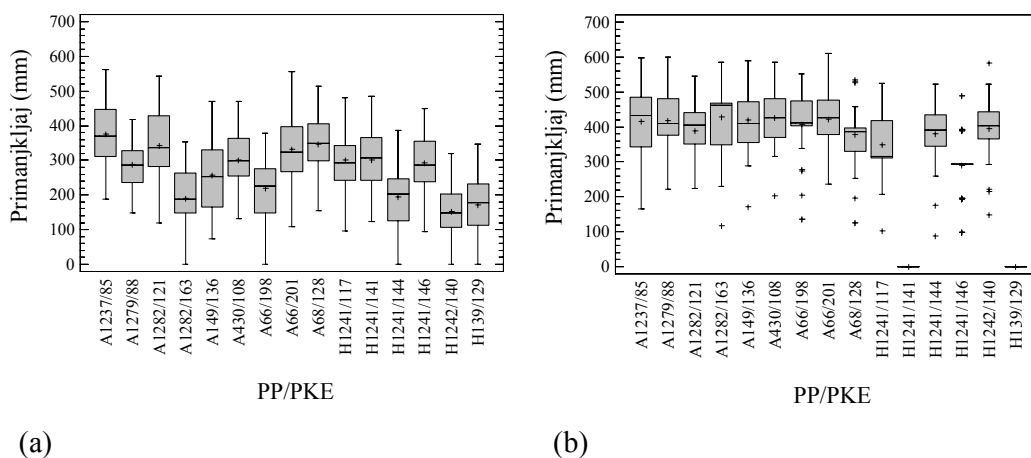 700
600
500
400
300
200
100
0
Primanjkljaj (mm)
A1237/85
A1279/88
A1282/121
A1282/163
A149/136
A430/108
A66/198
A66/201
A68/128
H1241/117
H1241/141
H1241/144
H1241/146
H1242/140
H139/129
PP/PKE
(a)
700
600
500
400
300
200
100
0
Primanjkljaj (mm)
A1237/85
A1279/88
A1282/121
A1282/163
A149/136
A430/108
A66/198
A66/201
A68/128
H1241/117
H1241/141
H1241/144
H1241/146
H1242/140
H139/129
PP/PKE
(b)